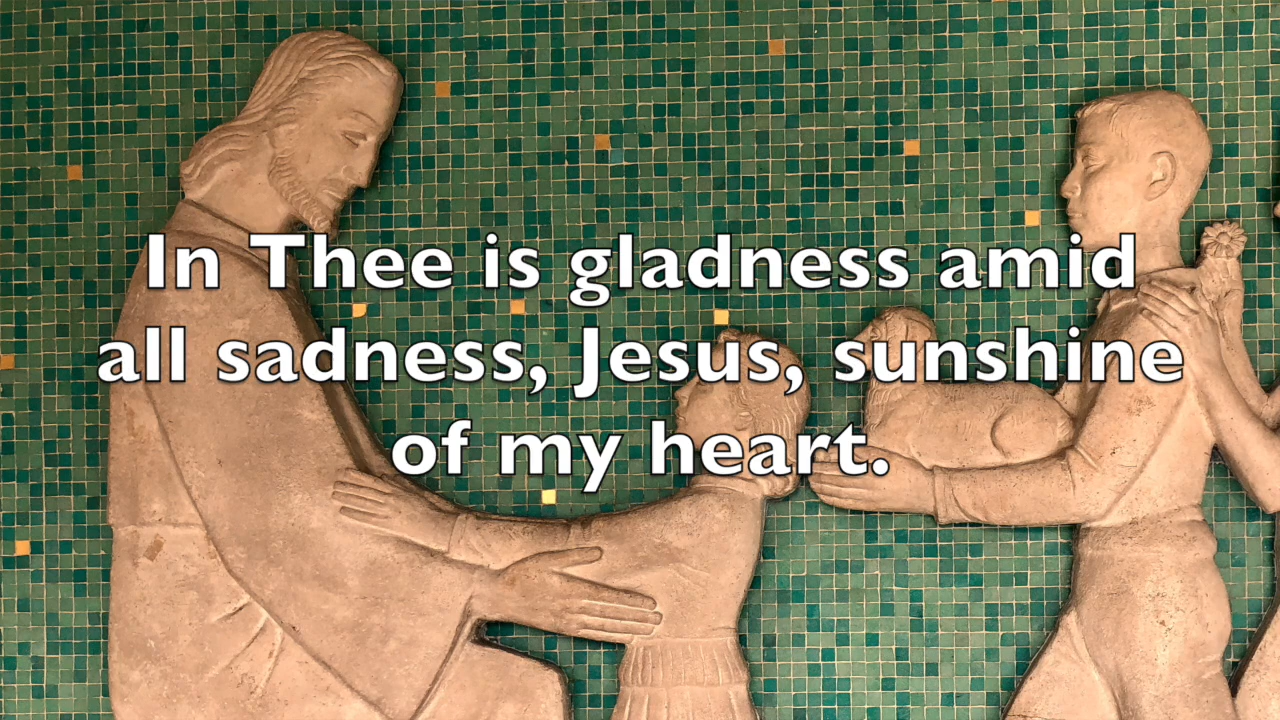 In Thee is gladness amid
all sadness, Jesus, sunshine
of my heart.